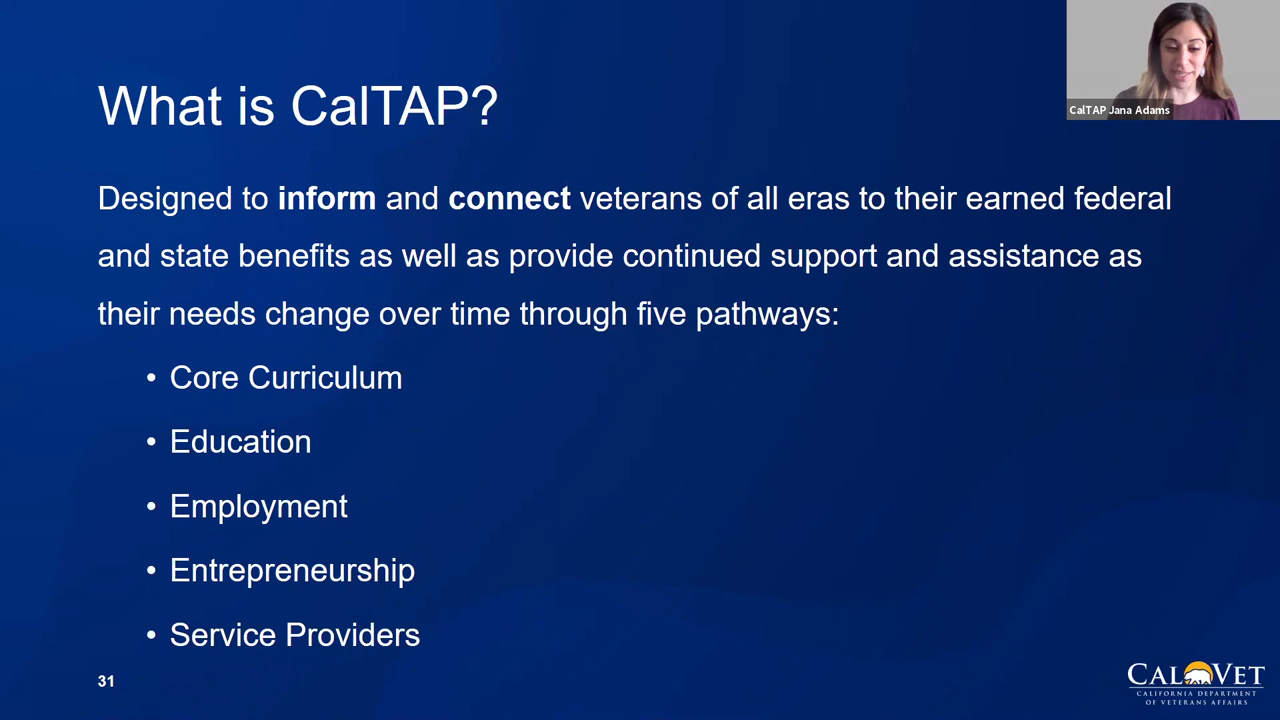 What is CalTAP?
CalTAP Jana Adams
Designed to inform and connect veterans of all eras to their earned federal
and state benefits as well as provide continued support and assistance as
their needs change over time through five pathways:
• Core Curriculum
• Education
• Employment
• Entrepreneurship
• Service Providers
31
CAL VET
CALIFORNIA DEPARTMENT
OF VETERANS AFFAIRS